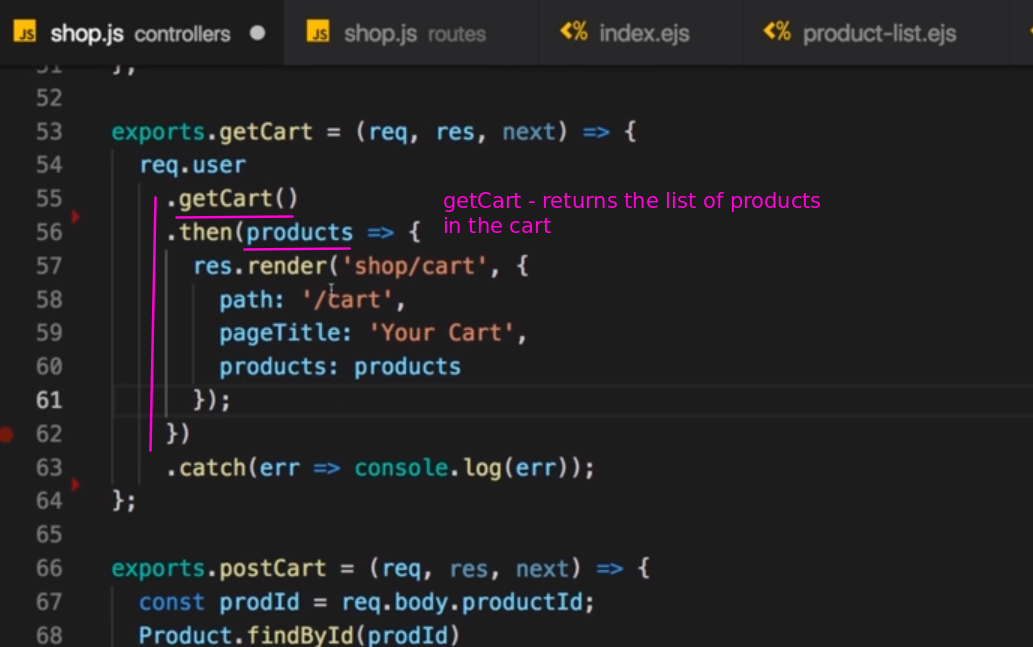 JS shop.js controllers ● JS shop.js routes <% index.ejs <% product-list.ejs
51 };
52
53 exports.getCart = (req, res, next) => {
54 req.user
55 .getCart()
getCart - returns the list of products
in the cart
56 .then(products => {
57 res.render('shop/cart', {
58 path: '/cart',
59 pageTitle: 'Your Cart',
60 products: products
61 });
62 })
63 .catch(err => console.log(err));
64 };
65
66 exports.postCart = (req, res, next) => {
67 const prodId = req.body.productId;
68 Product.findById(prodId)